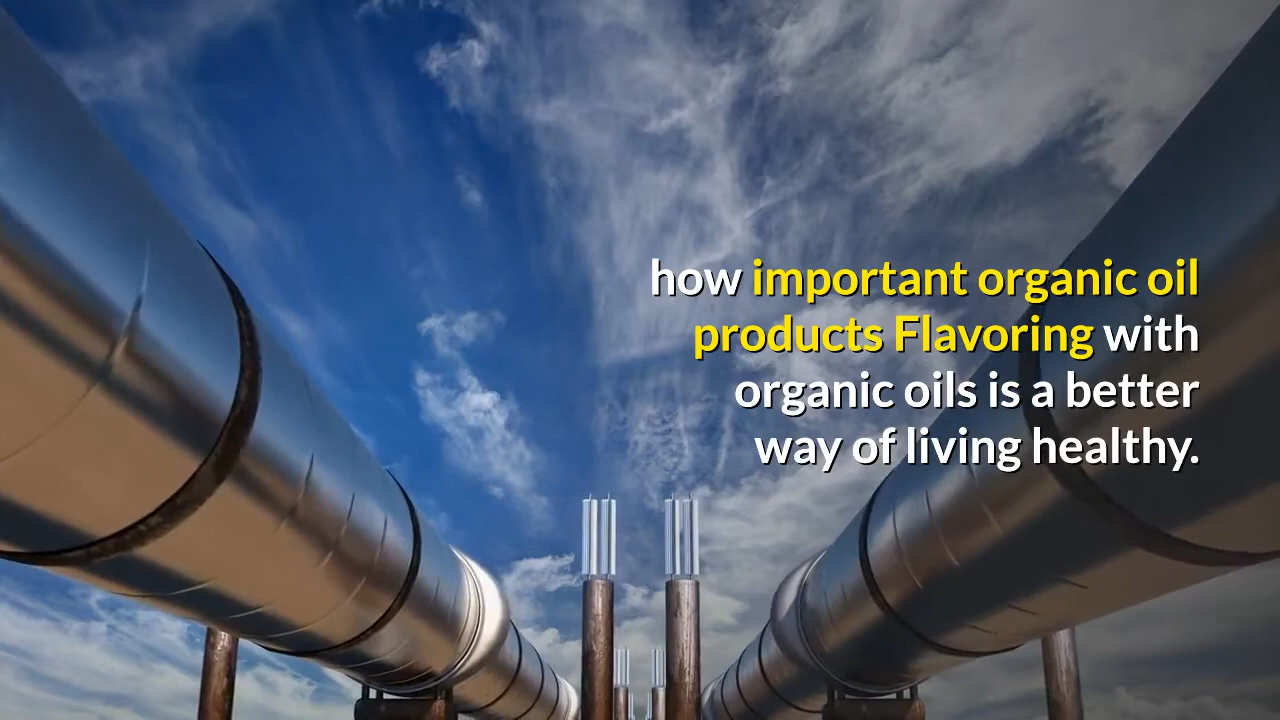 how important organic oil
products Flavoring with
organic oils is a better
way of living healthy.